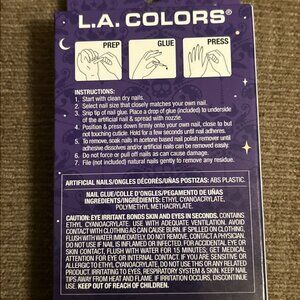 L.A. COLORS®
PREP
GLUE
PRESS
INSTRUCTIONS:
1. Start with clean dry nails.
2. Select nail size that closely matches your own nail.
3. Snip tip of nail glue. Place a drop of glue (included) to underside
of the artificial nail & spread with nozzle.
4. Position & press down firmly onto your own nail, close to but
not touching cuticle. Hold for a few seconds until nail adheres.
5. To remove, soak nails in acetone based nail polish removal until
adhesive dissolves and/or artificial nails can be removed easily.
6. Do not force or pull off nails as it can cause damage.
7. File (not included) natural nails gently to remove any residue.
ARTIFICIAL NAILS/ONGLES DÉCORÉS/UÑAS POSTIZAS: ABS PLASTIC.
NAIL GLUE/COLLE D'ONGLES/PEGAMENTO DE UÑAS
INGREDIENTS/INGRÉDIENTS: ETHYL CYANOACRYLATE,
POLYMETHYL METHACRYLATE.
CAUTION: EYE IRRITANT. BONDS SKIN AND EYES IN SECONDS. CONTAINS
ETHYL CYANOACRYLATE. USE WITH ADEQUATE VENTILATION. AVOID
CONTACT WITH CLOTHING AS CAN CAUSE BURN. IF SPILLED ON CLOTHING,
FLUSH WITH WATER IMMEDIATELY. DO NOT REMOVE, CONTACT A PHYSICIAN.
DO NOT USE IF NAIL IS INFLAMED OR INFECTED. FOR ACCIDENTAL EYE OR
SKIN CONTACT, FLUSH WITH WATER FOR 15 MINUTES; GET MEDICAL
ATTENTION FOR EYE OR INTERNAL CONTACT. IF YOU ARE SENSITIVE OR
ALLERGIC TO ETHYL CYANOACRYLATE, DO NOT USE THIS OR ANY RELATED
PRODUCT. IRRITATING TO EYES, RESPIRATORY SYSTEM & SKIN. KEEP NAIL
TIPS AWAY FROM HEAT AND FLAME. IF IRRITATION OCCURS, DISCONTINUE
USE. KEEP OUT OF REACH OF CHILDREN.